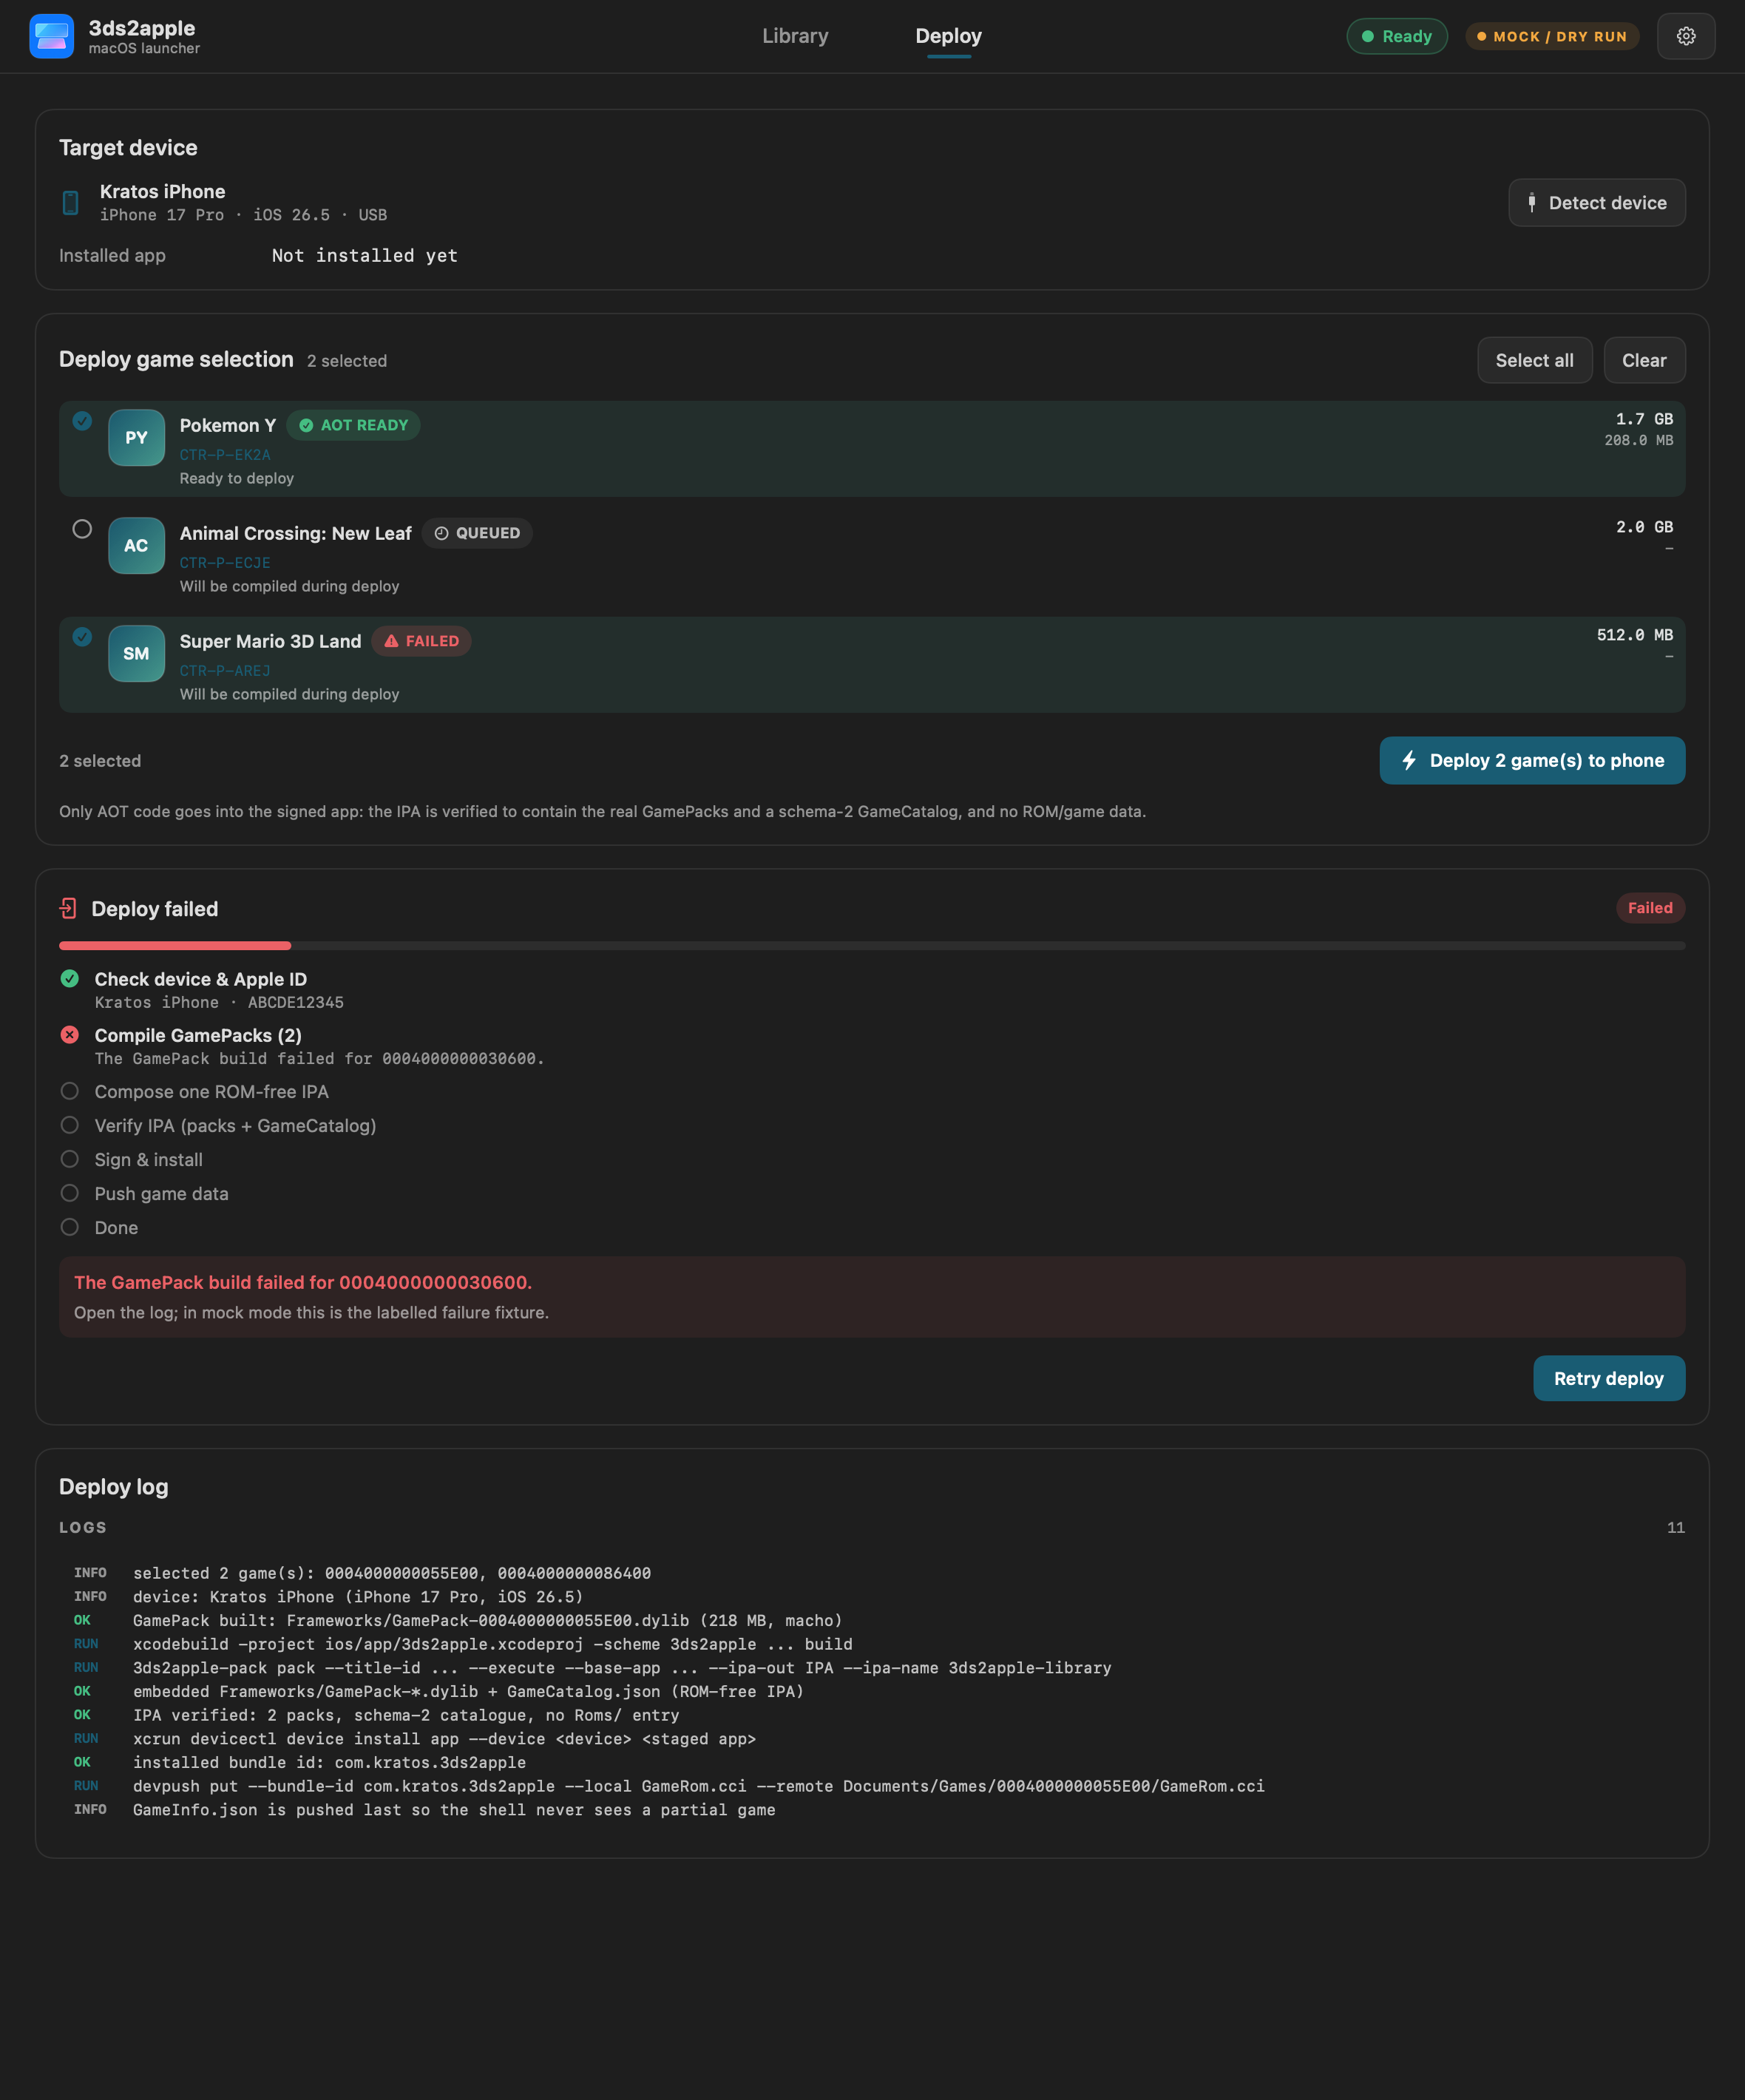 3ds2apple
macOS launcher
Library
Deploy
Ready
MOCK / DRY RUN
Target device
Kratos iPhone
iPhone 17 Pro · iOS 26.5 · USB
Detect device
Installed app
Not installed yet
Deploy game selection 2 selected
Select all
Clear
PY
Pokemon Y
AOT READY
CTR-P-EK2A
Ready to deploy
1.7 GB
208.0 MB
AC
Animal Crossing: New Leaf
QUEUED
CTR-P-ECJE
Will be compiled during deploy
2.0 GB
–
SM
Super Mario 3D Land
FAILED
CTR-P-AREJ
Will be compiled during deploy
512.0 MB
–
2 selected
Deploy 2 game(s) to phone
Only AOT code goes into the signed app: the IPA is verified to contain the real GamePacks and a schema-2 GameCatalog, and no ROM/game data.
Deploy failed
Failed
Check device & Apple ID
Kratos iPhone · ABCDE12345
Compile GamePacks (2)
The GamePack build failed for 0004000000030600.
Compose one ROM-free IPA
Verify IPA (packs + GameCatalog)
Sign & install
Push game data
Done
The GamePack build failed for 0004000000030600.
Open the log; in mock mode this is the labelled failure fixture.
Retry deploy
Deploy log
LOGS
11
INFO selected 2 game(s): 0004000000055E00, 0004000000086400
INFO device: Kratos iPhone (iPhone 17 Pro, iOS 26.5)
OK GamePack built: Frameworks/GamePack-0004000000055E00.dylib (218 MB, macho)
RUN xcodebuild -project ios/app/3ds2apple.xcodeproj -scheme 3ds2apple ... build
RUN 3ds2apple-pack pack --title-id ... --execute --base-app ... --ipa-out IPA --ipa-name 3ds2apple-library
OK embedded Frameworks/GamePack-*.dylib + GameCatalog.json (ROM-free IPA)
OK IPA verified: 2 packs, schema-2 catalogue, no Roms/ entry
RUN xcrun devicectl device install app --device <device> <staged app>
OK installed bundle id: com.kratos.3ds2apple
RUN devpush put --bundle-id com.kratos.3ds2apple --local GameRom.cci --remote Documents/Games/0004000000055E00/GameRom.cci
INFO GameInfo.json is pushed last so the shell never sees a partial game